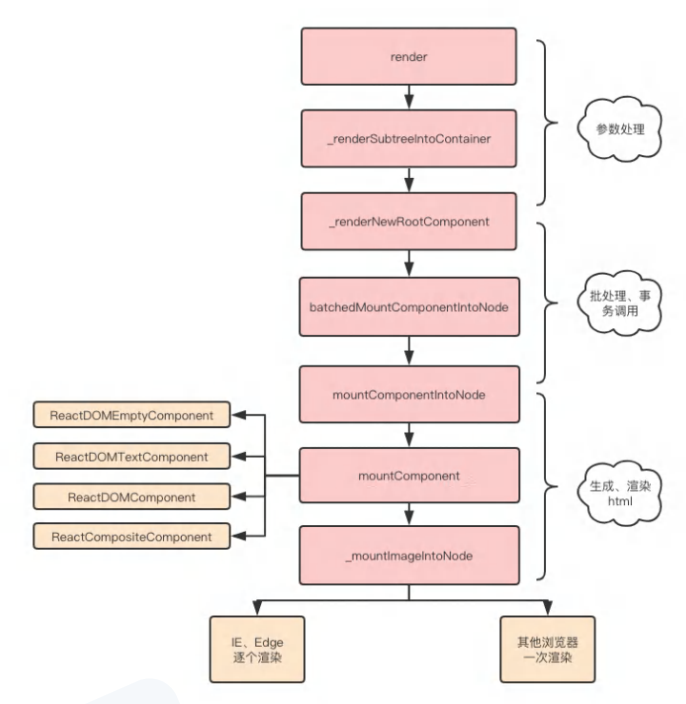 render
参数处理
_renderSubtreeIntoContainer
_renderNewRootComponent
批处理、事
务调用
batchedMountComponentIntoNode
mountComponentIntoNode
ReactDOMEmptyComponent
ReactDOMTextComponent
mountComponent
生成、渲染
html
ReactDOMComponent
ReactCompositeComponent
_mountImageIntoNode
IE、Edge
逐个渲染
其他浏览器
一次渲染